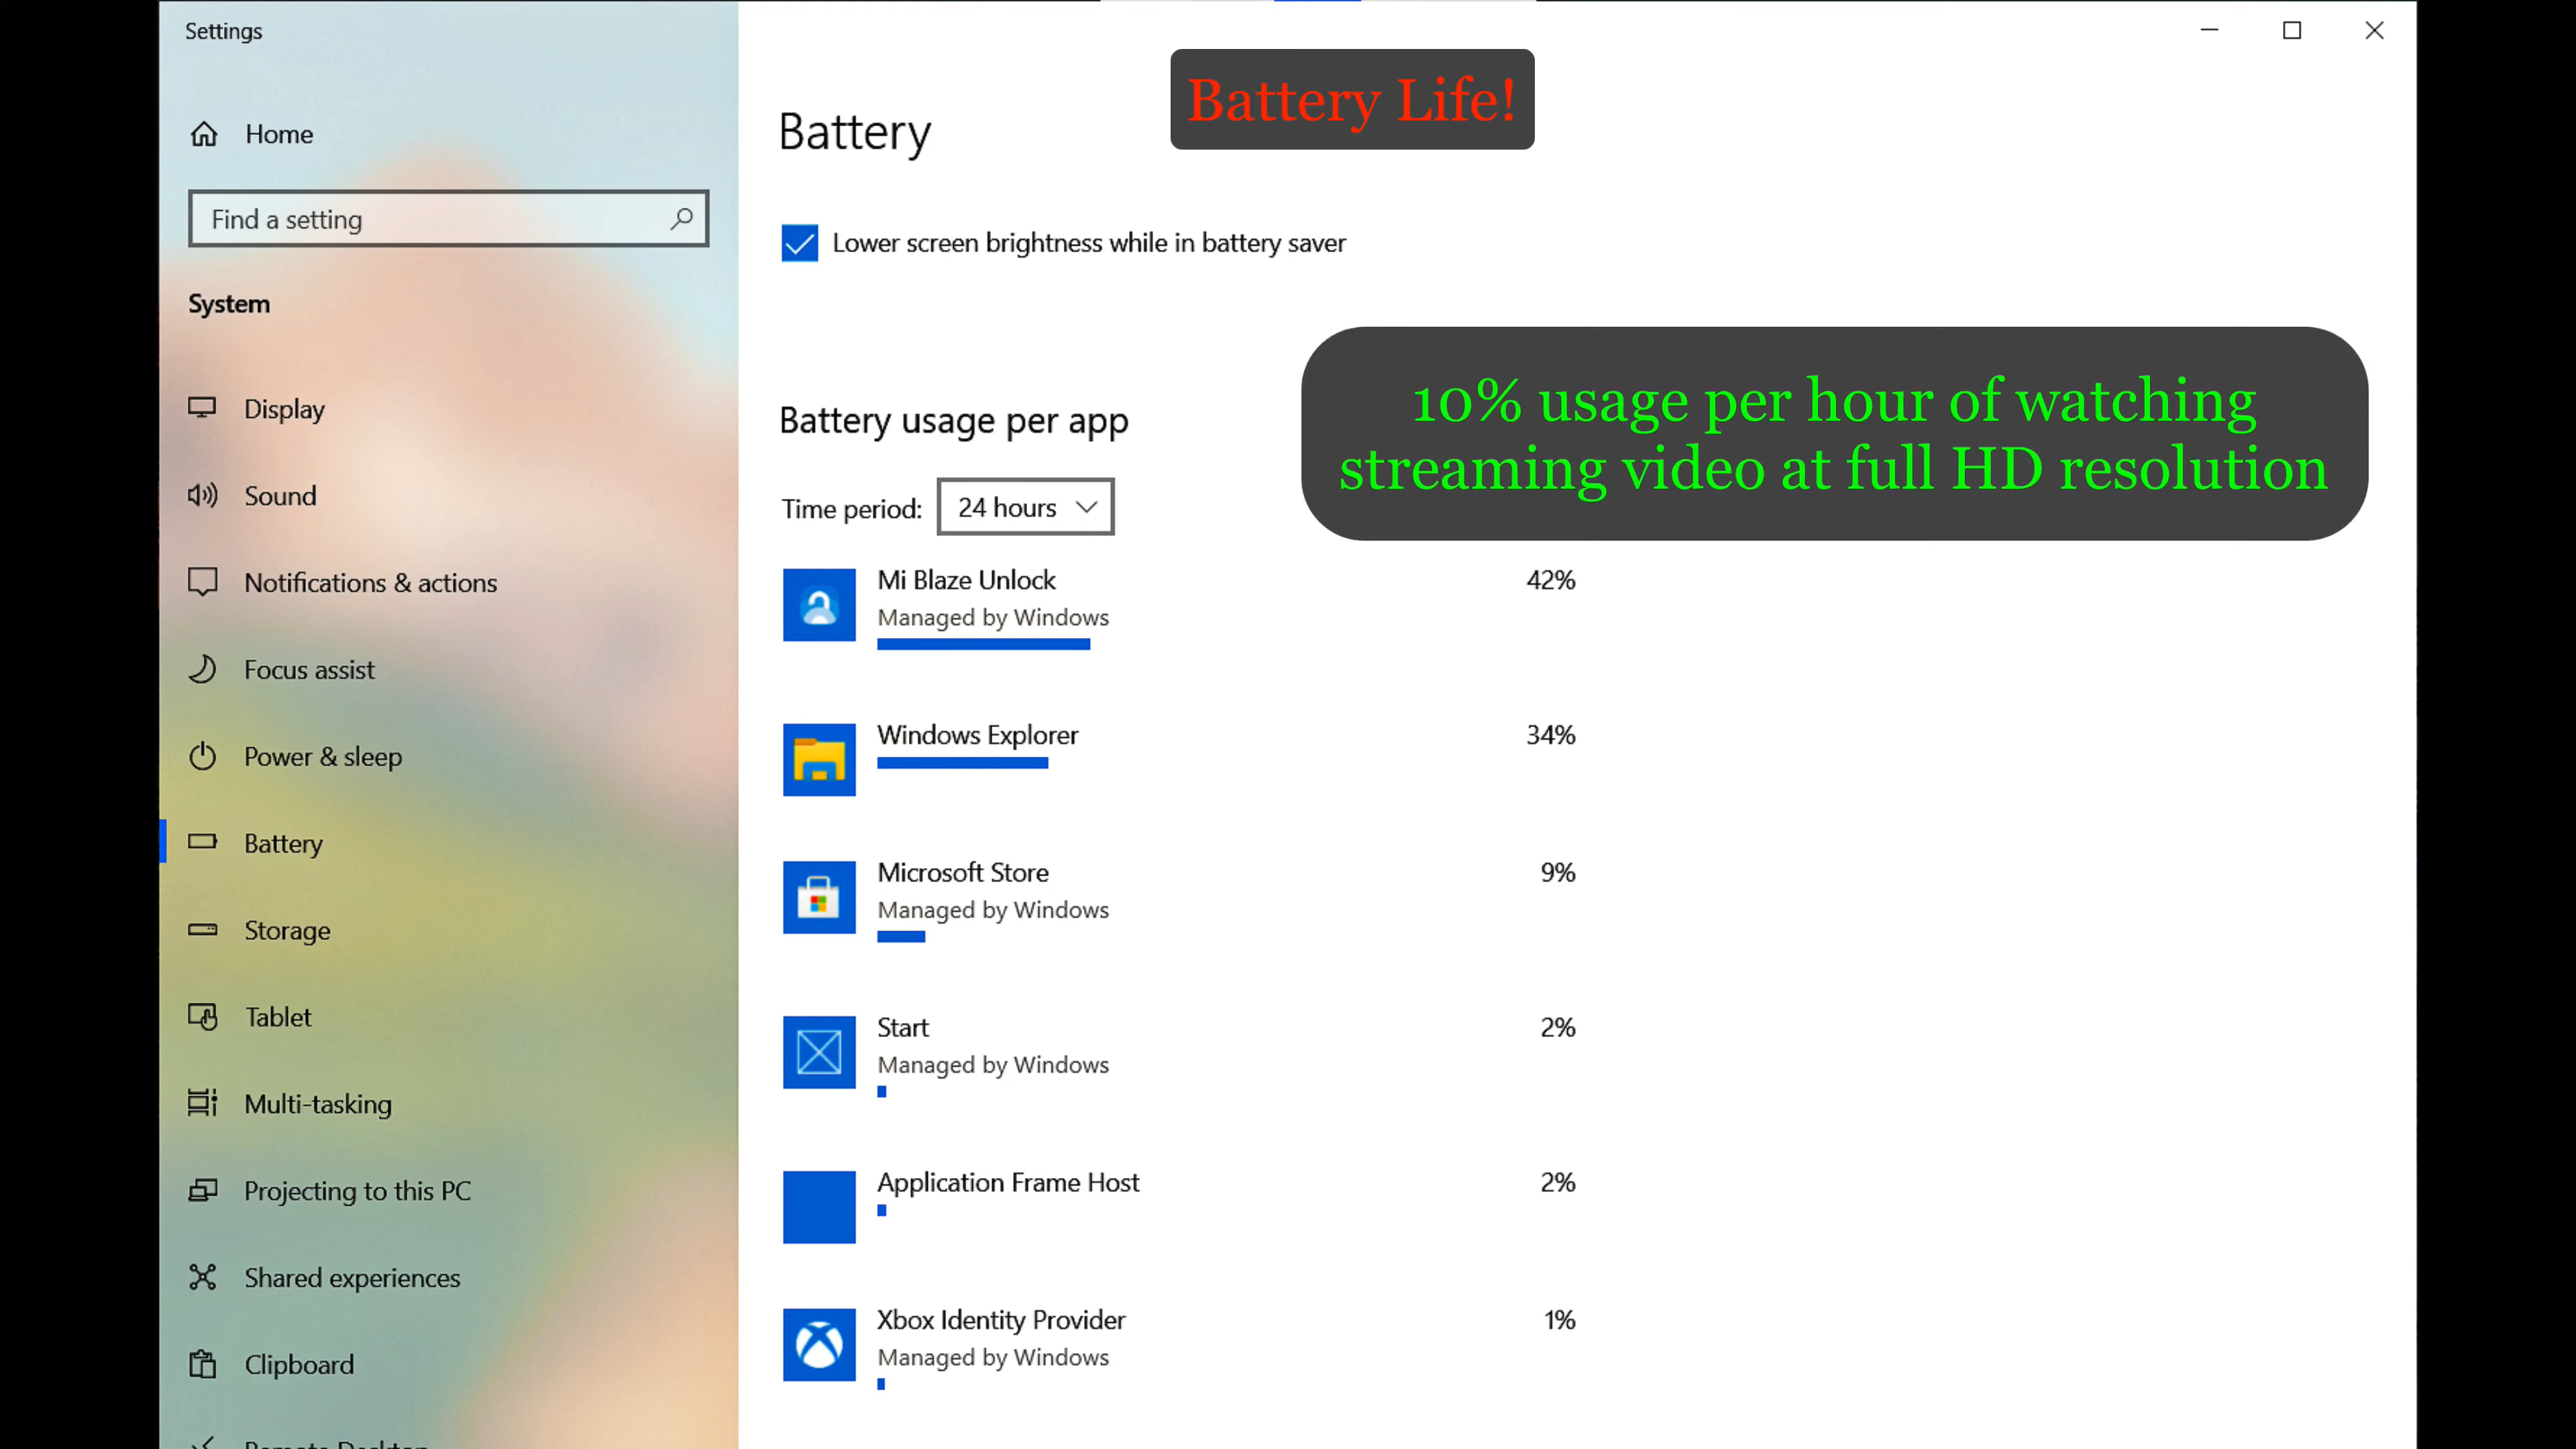 Settings
Home
Find a setting
System
Display
Sound
Notifications & actions
Focus assist
Power & sleep
Battery
Storage
Tablet
Multi-tasking
Projecting to this PC
Shared experiences
Clipboard
Remote Desktop
Battery Life!
Battery
Lower screen brightness while in battery saver
10% usage per hour of watching
streaming video at full HD resolution
Battery usage per app
Time period: 24 hours
Mi Blaze Unlock 42%
Managed by Windows
Windows Explorer 34%
Microsoft Store 9%
Managed by Windows
Start 2%
Managed by Windows
Application Frame Host 2%
Xbox Identity Provider 1%
Managed by Windows